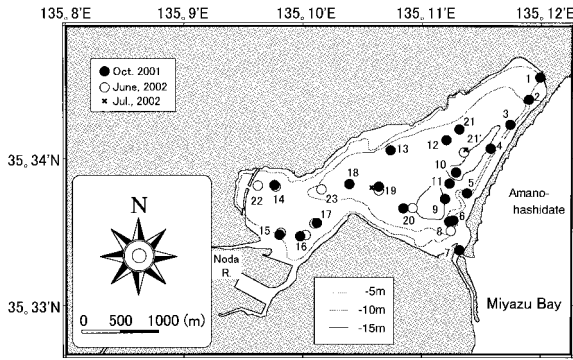 135。8'E 135。9'E 135。10'E 135。11'E 135。12'E
Oct. 2001
June, 2002
Jul., 2002
1
2
3
21
12
21'
4
13
35。34'N
10
11
18
19
5
22
14
23
9
20
6
8
Amano-
hashidate
N
15
16
17
7
Noda
R.
35。33'N
-5m
-10m
-15m
Miyazu Bay
0 500 1000 (m)